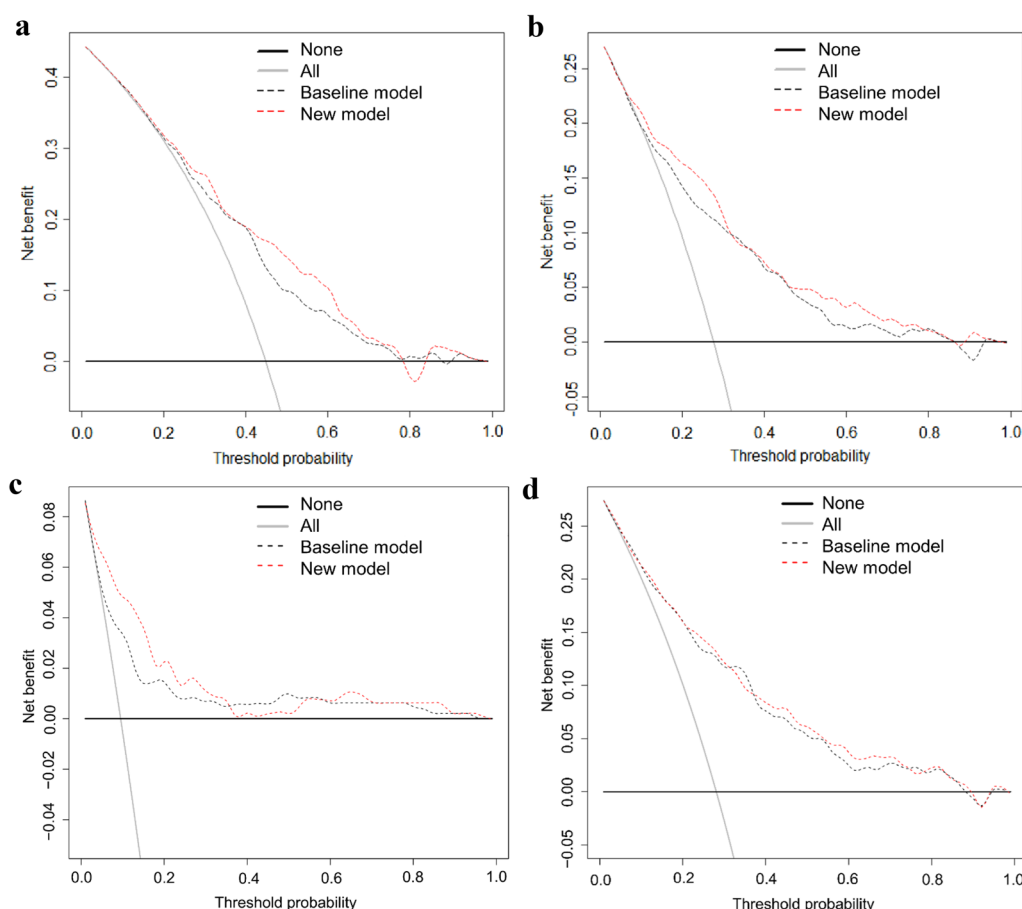 a
None
All
Baseline model
New model
Net benefit
0.4
0.3
0.2
0.1
0.0
0.0 0.2 0.4 0.6 0.8 1.0
Threshold probability
b
None
All
Baseline model
New model
Net benefit
0.25
0.20
0.15
0.10
0.05
0.00
−0.05
0.0 0.2 0.4 0.6 0.8 1.0
Threshold probability
c
None
All
Baseline model
New model
Net benefit
0.08
0.06
0.04
0.02
0.00
−0.02
−0.04
0.0 0.2 0.4 0.6 0.8 1.0
Threshold probability
d
None
All
Baseline model
New model
Net benefit
0.25
0.20
0.15
0.10
0.05
0.00
−0.05
0.0 0.2 0.4 0.6 0.8 1.0
Threshold probability